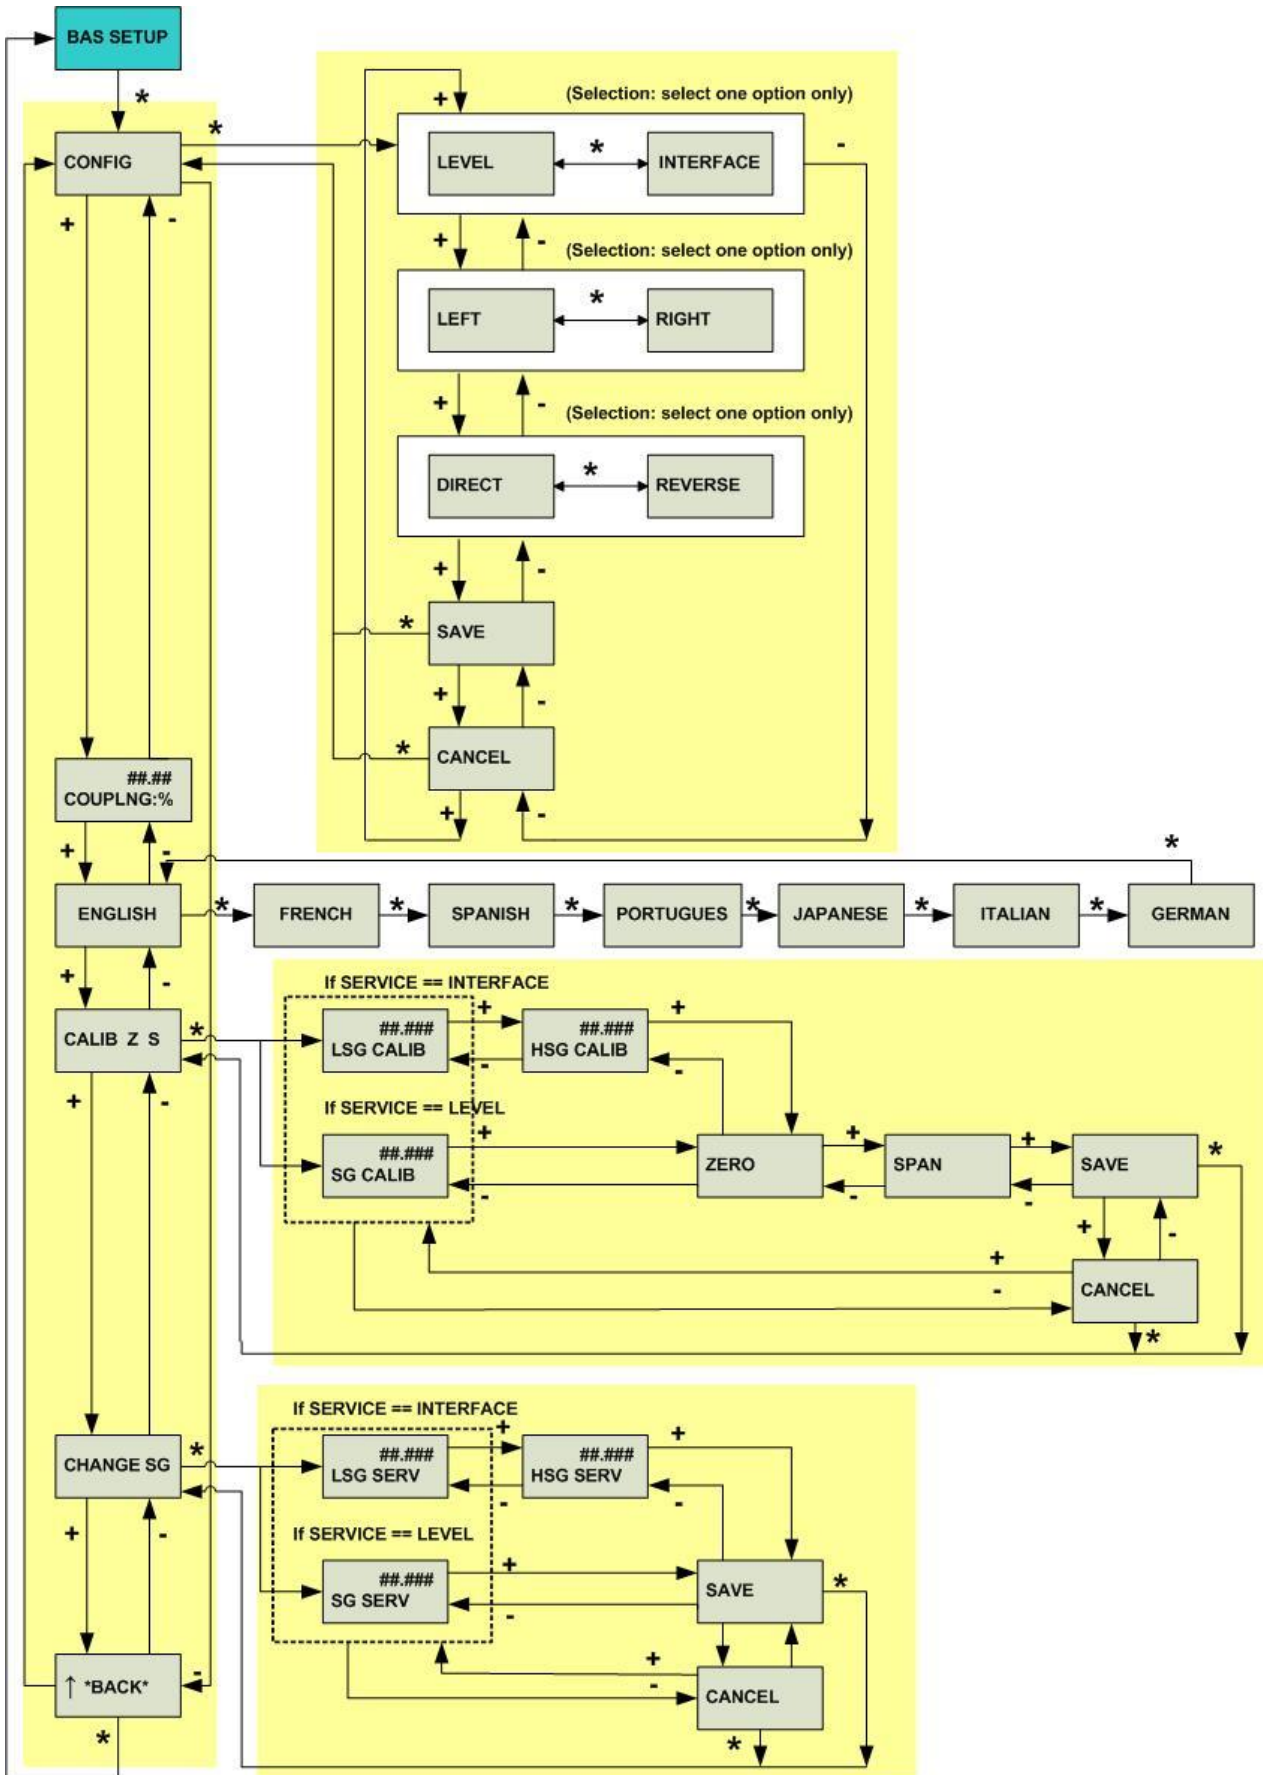 BAS SETUP
*
(Selection: select one option only)
+
CONFIG
*
LEVEL
*
INTERFACE
-
+
-
+
-
(Selection: select one option only)
LEFT
*
RIGHT
+
-
(Selection: select one option only)
DIRECT
*
REVERSE
+
-
*
SAVE
+
-
*
CANCEL
+
-
##.##
COUPLNG:%
+
-
*
ENGLISH
*
FRENCH
*
SPANISH
*
PORTUGUES
*
JAPANESE
*
ITALIAN
*
GERMAN
+
-
If SERVICE == INTERFACE
CALIB Z S
*
##.###
LSG CALIB
+
-
##.###
HSG CALIB
+
-
+
-
If SERVICE == LEVEL
##.###
SG CALIB
+
-
ZERO
+
-
SPAN
+
-
SAVE
*
+
-
+
-
CANCEL
*
If SERVICE == INTERFACE
CHANGE SG
*
##.###
LSG SERV
+
-
##.###
HSG SERV
+
-
+
-
If SERVICE == LEVEL
##.###
SG SERV
+
-
SAVE
*
+
-
CANCEL
*
↑ *BACK*
-
*